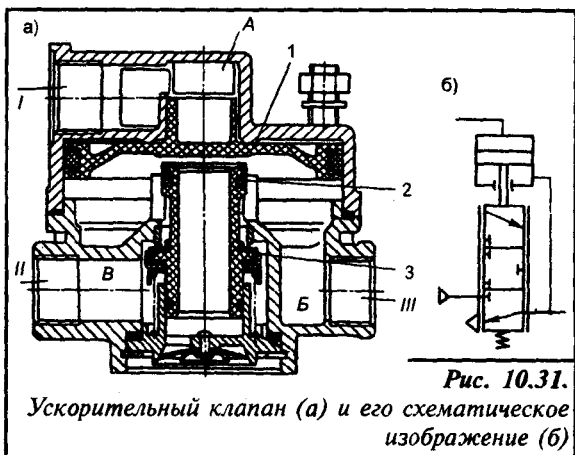 а)
А
1
I
б)
2
II
В
3
Б
III
Рис. 10.31.
Ускорительный клапан (а) и его схематическое
изображение (б)